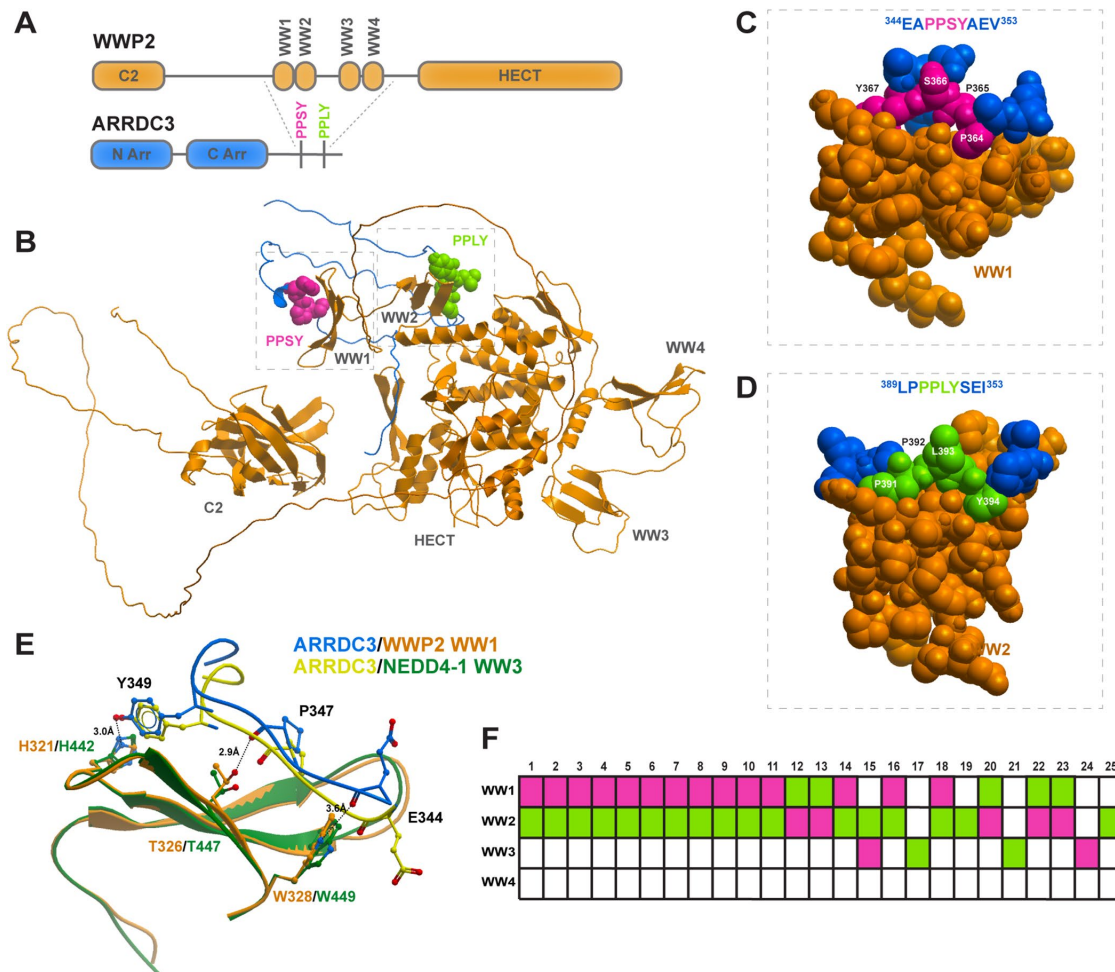 A
WWP2
WW1
WW2
WW3
WW4
C2
HECT
PPSY
PPLY
ARRDC3
N Arr
C Arr
B
PPLY
PPSY
WW2
WW1
WW4
C2
WW3
HECT
C
³⁴⁴EAPPSYAEV³⁵³
S366
Y367
P365
P364
WW1
D
³⁸⁹LPPPLYSEI³⁵³
P392
L393
P391
Y394
WW2
E
ARRDC3/WWP2 WW1
ARRDC3/NEDD4-1 WW3
Y349
P347
3.0Å
2.9Å
H321/H442
3.6Å
E344
T326/T447
W328/W449
F
1 2 3 4 5 6 7 8 9 10 11 12 13 14 15 16 17 18 19 20 21 22 23 24 25
WW1
WW2
WW3
WW4